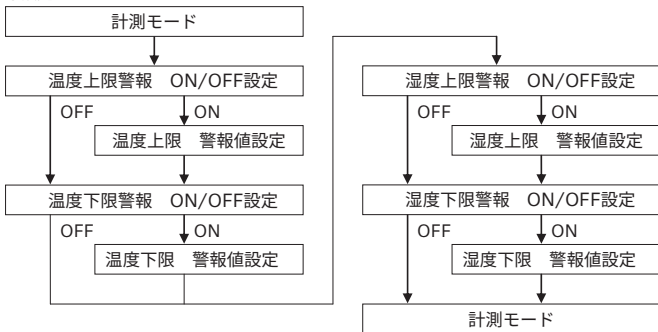 計測モード
温度上限警報　ON/OFF設定
OFF
ON
温度上限　警報値設定
温度下限警報　ON/OFF設定
OFF
ON
温度下限　警報値設定
湿度上限警報　ON/OFF設定
OFF
ON
湿度上限　警報値設定
湿度下限警報　ON/OFF設定
OFF
ON
湿度下限　警報値設定
計測モード